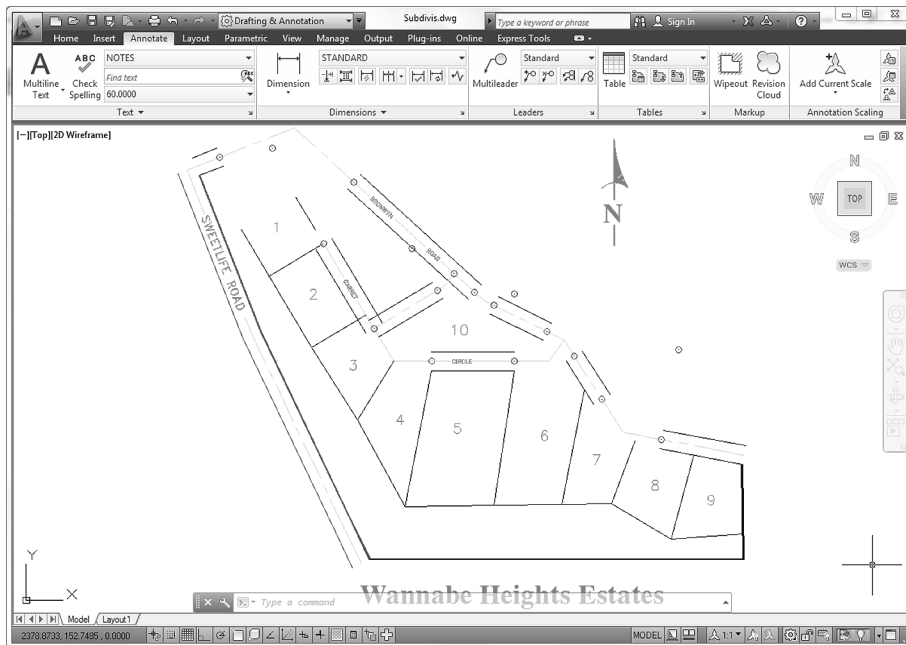 Drafting & Annotation
Subdivis.dwg
Type a keyword or phrase
Sign In
Home Insert Annotate Layout Parametric View Manage Output Plug-ins Online Express Tools
A
Multiline Text
ABC
Check Spelling
NOTES
Find text
60.0000
Text
Dimension
STANDARD
Dimensions
Multileader
Standard
Leaders
Table
Standard
Tables
Wipeout
Revision Cloud
Markup
Add Current Scale
Annotation Scaling
[−][Top][2D Wireframe]
N
W
TOP
E
S
WCS
N
SWEETLIFE ROAD
BRONWYN ROAD
CARRET
CIRCLE
1
2
3
4
5
6
7
8
9
10
Y
X
Type a command
Wannabe Heights Estates
Model Layout1
2378.8733, 152.7485, 0.0000
MODEL
1:1